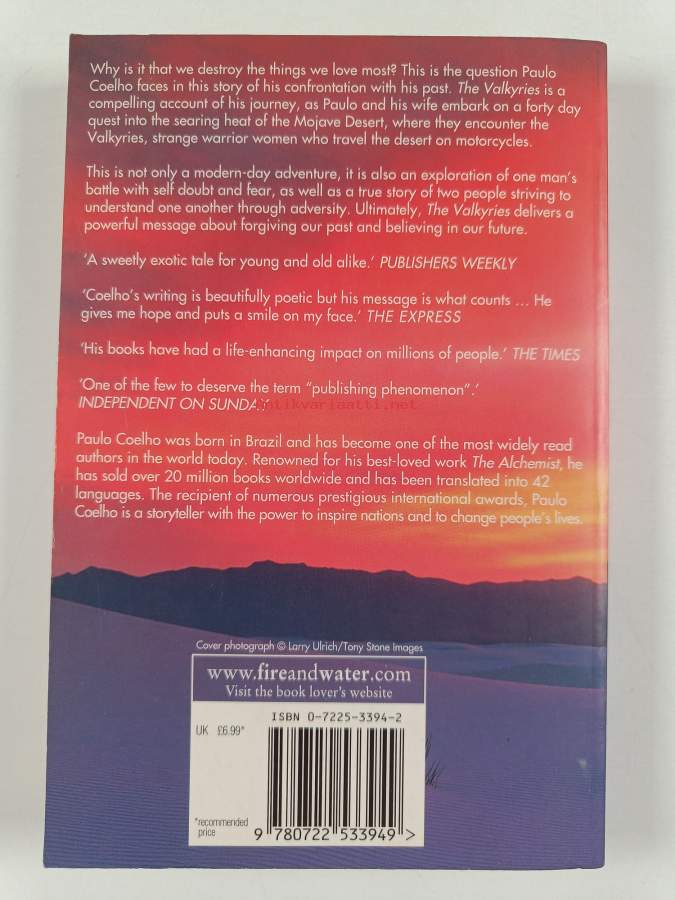 Why is it that we destroy the things we love most? This is the question Paulo
Coelho faces in this story of his confrontation with his past. The Valkyries is a
compelling account of his journey, as Paulo and his wife embark on a forty day
quest into the searing heat of the Mojave Desert, where they encounter the
Valkyries, strange warrior women who travel the desert on motorcycles.
This is not only a modern-day adventure, it is also an exploration of one man's
battle with self doubt and fear, as well as a true story of two people striving to
understand one another through adversity. Ultimately, The Valkyries delivers a
powerful message about forgiving our past and believing in our future.
'A sweetly exotic tale for young and old alike.' PUBLISHERS WEEKLY
'Coelho's writing is beautifully poetic but his message is what counts ... He
gives me hope and puts a smile on my face.' THE EXPRESS
'His books have had a life-enhancing impact on millions of people.' THE TIMES
'One of the few to deserve the term "publishing phenomenon".'
INDEPENDENT ON SUNDAY
antikvariaatti.net
Paulo Coelho was born in Brazil and has become one of the most widely read
authors in the world today. Renowned for his best-loved work The Alchemist, he
has sold over 20 million books worldwide and has been translated into 42
languages. The recipient of numerous prestigious international awards, Paulo
Coelho is a storyteller with the power to inspire nations and to change people's lives.
Cover photograph © Larry Ulrich/Tony Stone Images
www.fireandwater.com
Visit the book lover's website
ISBN 0-7225-3394-2
UK £6.99*
*recommended
price
9 780722 533949 >